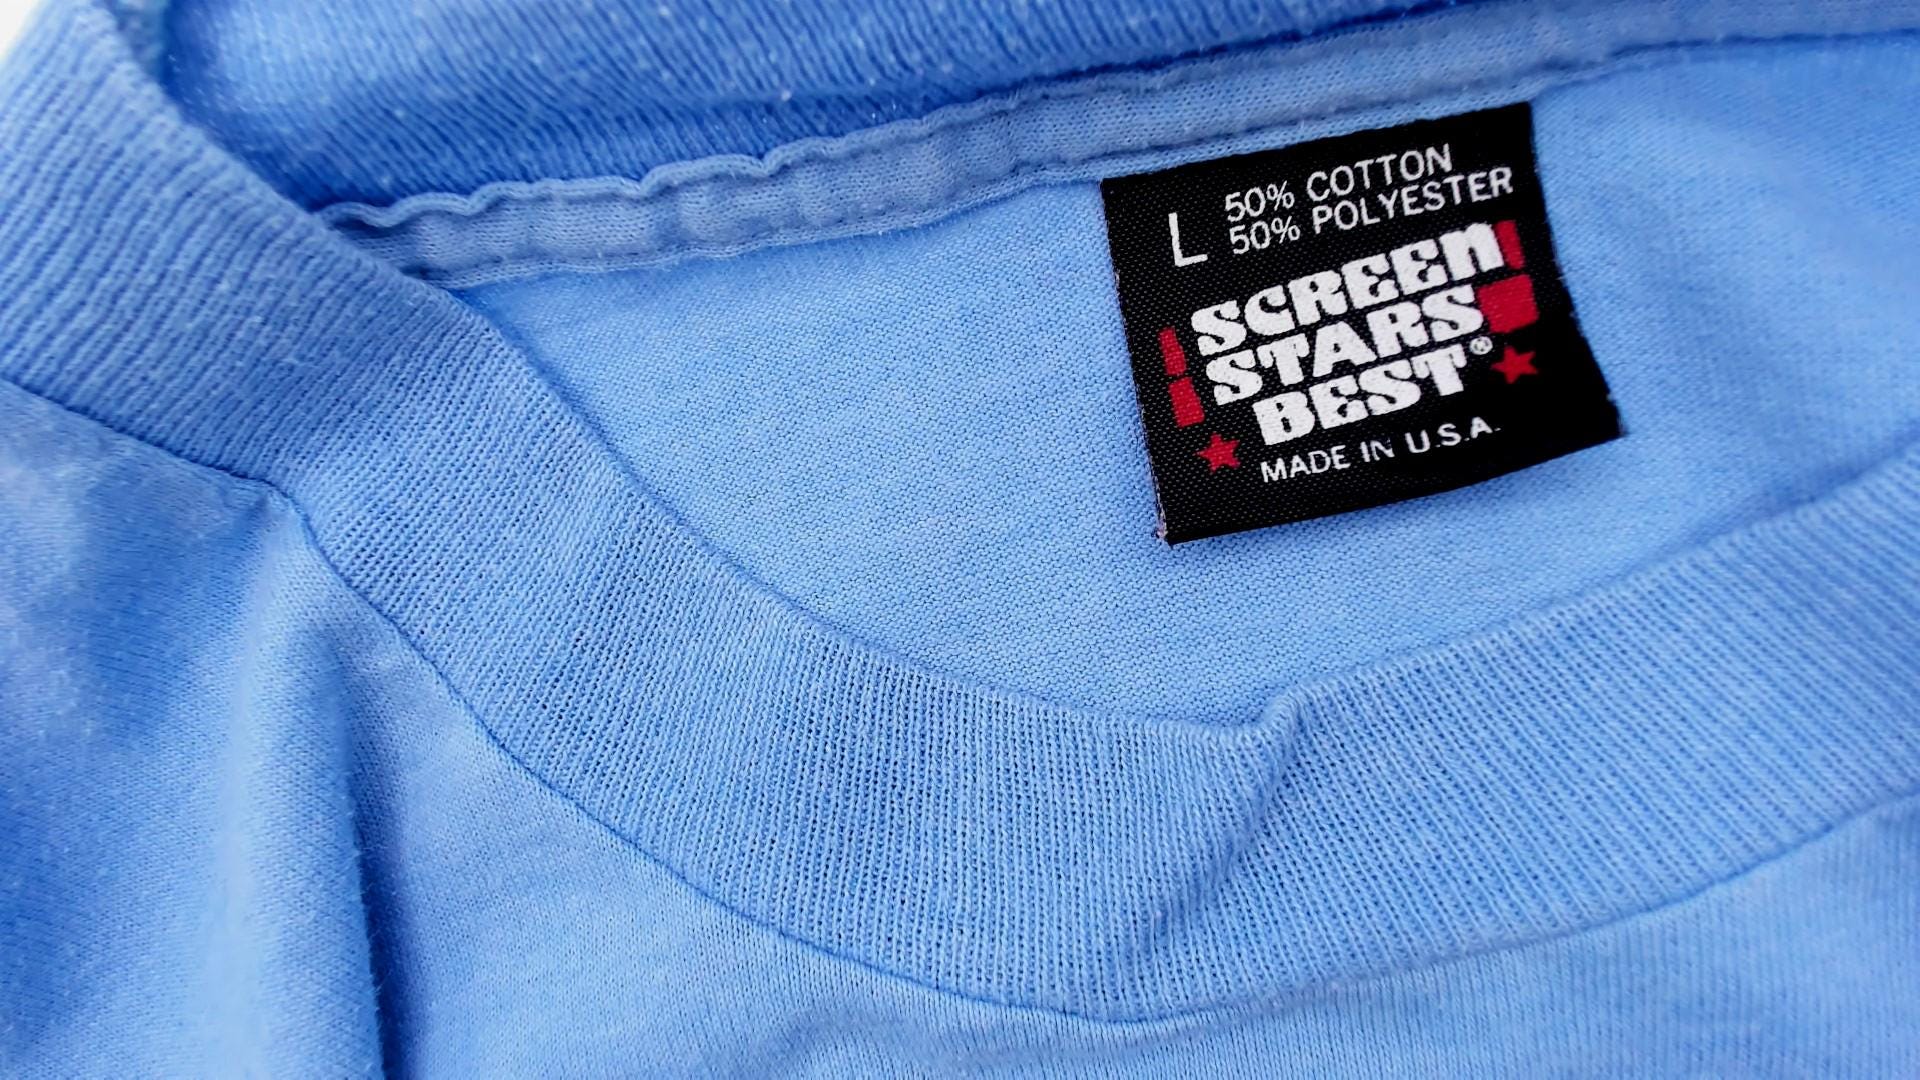 L
50% COTTON
50% POLYESTER
SCREEN
STARS
BEST®
MADE IN U.S.A.